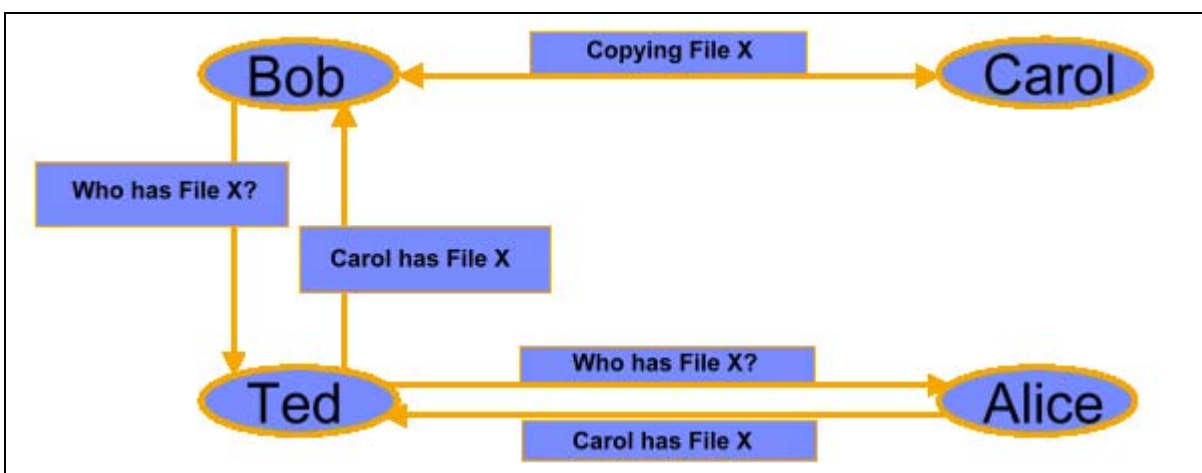 Copying File X
Bob
Carol
Who has File X?
Carol has File X
Who has File X?
Ted
Alice
Carol has File X